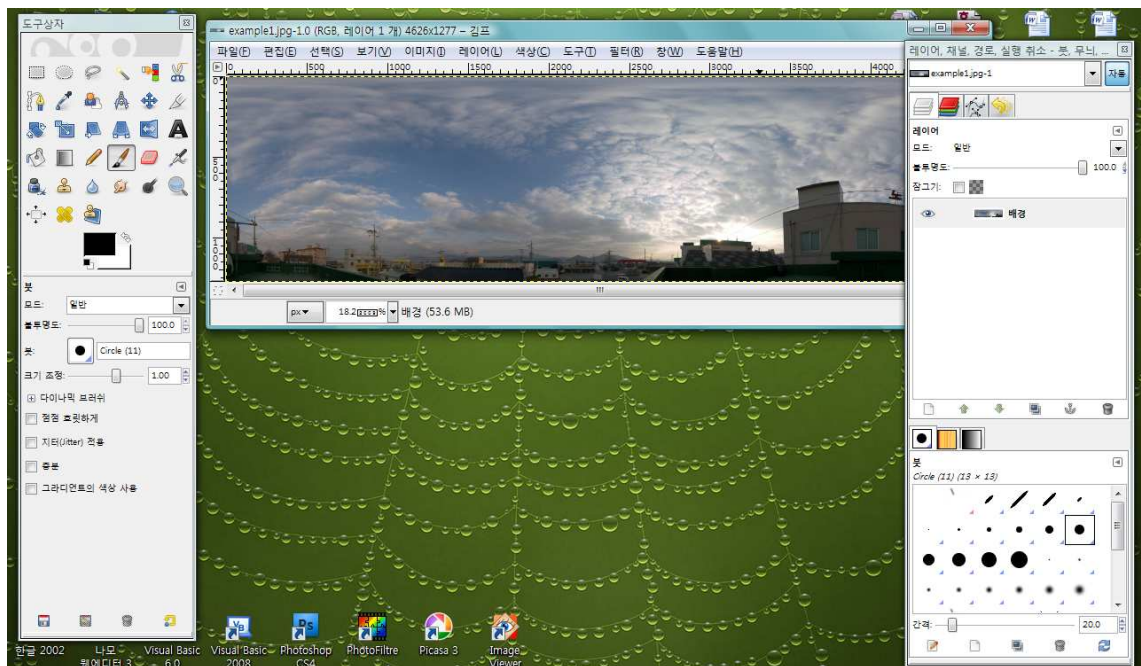 도구상자
붓
모드: 일반
불투명도: 100.0
붓: Circle (11)
크기 조정: 1.00
다이나믹 브러쉬
점점 흐릿하게
지터(Jitter) 적용
증분
그라디언트의 색상 사용
example1.jpg-1.0 (RGB, 레이어 1 개) 4626x1277 – 김프
파일(F) 편집(E) 선택(S) 보기(V) 이미지(I) 레이어(L) 색상(C) 도구(T) 필터(R) 창(W) 도움말(H)
0 500 1000 1500 2000 2500 3000 3500 4000
0
500
1000
px 18.2 % 배경 (53.6 MB)
레이어, 채널, 경로, 실행 취소 - 붓, 무늬, ...
example1.jpg-1 자동
레이어
모드: 일반
불투명도: 100.0
잠그기:
배경
붓
Circle (11) (13 × 13)
간격: 20.0
한글 2002
나모 웹에디터 3
Visual Basic 6.0
VB
Visual Basic 2008
Ps
Photoshop CS4
PhotoFiltre
Picasa 3
Image Viewer